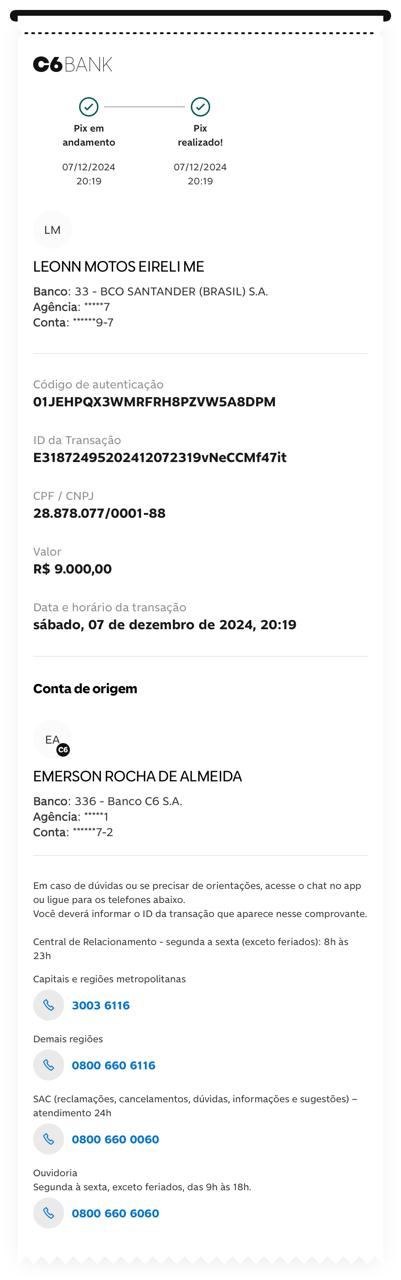 C6BANK
Pix em andamento
Pix realizado!
07/12/2024 20:19
07/12/2024 20:19
LM
LEONN MOTOS EIRELI ME
Banco: 33 - BCO SANTANDER (BRASIL) S.A.
Agência: *****7
Conta: ******9-7
Código de autenticação
01JEHPQX3WMRFRH8PZVW5A8DPM
ID da Transação
E31872495202412072319vNeCCMf47it
CPF / CNPJ
28.878.077/0001-88
Valor
R$ 9.000,00
Data e horário da transação
sábado, 07 de dezembro de 2024, 20:19
Conta de origem
EA
C6
EMERSON ROCHA DE ALMEIDA
Banco: 336 - Banco C6 S.A.
Agência: *****1
Conta: ******7-2
Em caso de dúvidas ou se precisar de orientações, acesse o chat no app
ou ligue para os telefones abaixo.
Você deverá informar o ID da transação que aparece nesse comprovante.
Central de Relacionamento - segunda a sexta (exceto feriados): 8h às
23h
Capitais e regiões metropolitanas
3003 6116
Demais regiões
0800 660 6116
SAC (reclamações, cancelamentos, dúvidas, informações e sugestões) –
atendimento 24h
0800 660 0060
Ouvidoria
Segunda à sexta, exceto feriados, das 9h às 18h.
0800 660 6060